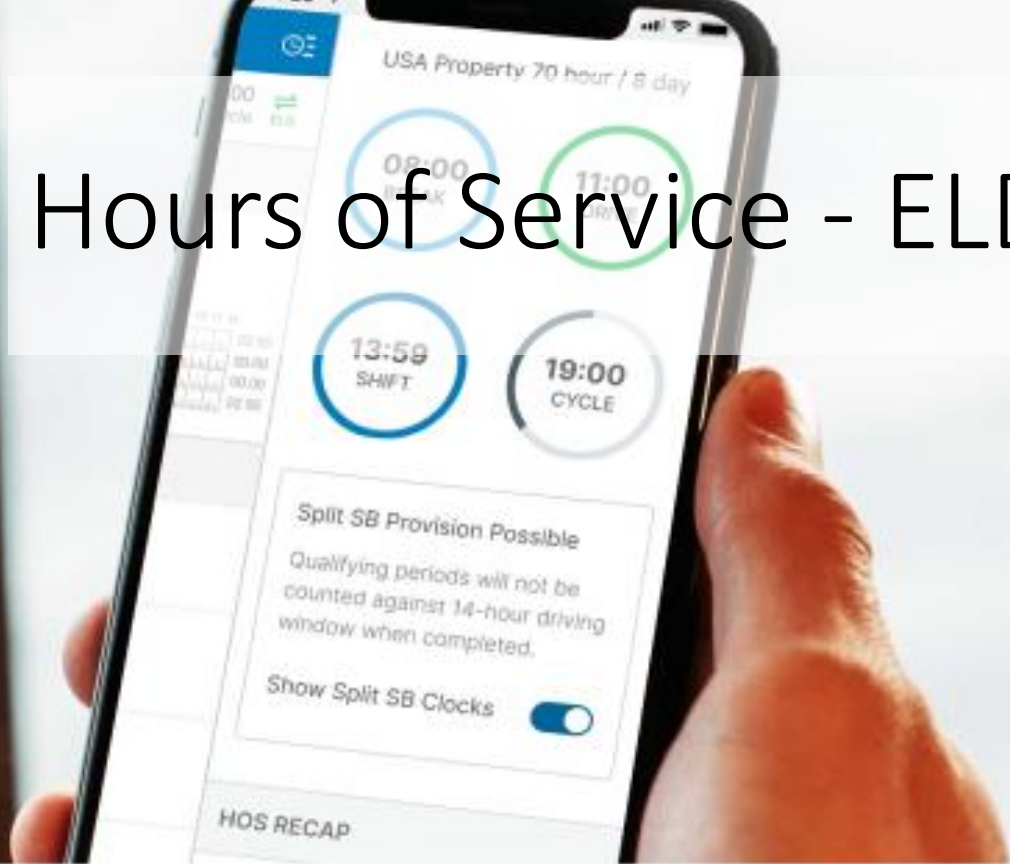 Hours of Service - ELD
USA Property 70 hour / 8 day
08:00
BREAK
11:00
DRIVE
13:59
SHIFT
19:00
CYCLE
Split SB Provision Possible
Qualifying periods will not be
counted against 14-hour driving
window when completed.
Show Split SB Clocks
HOS RECAP